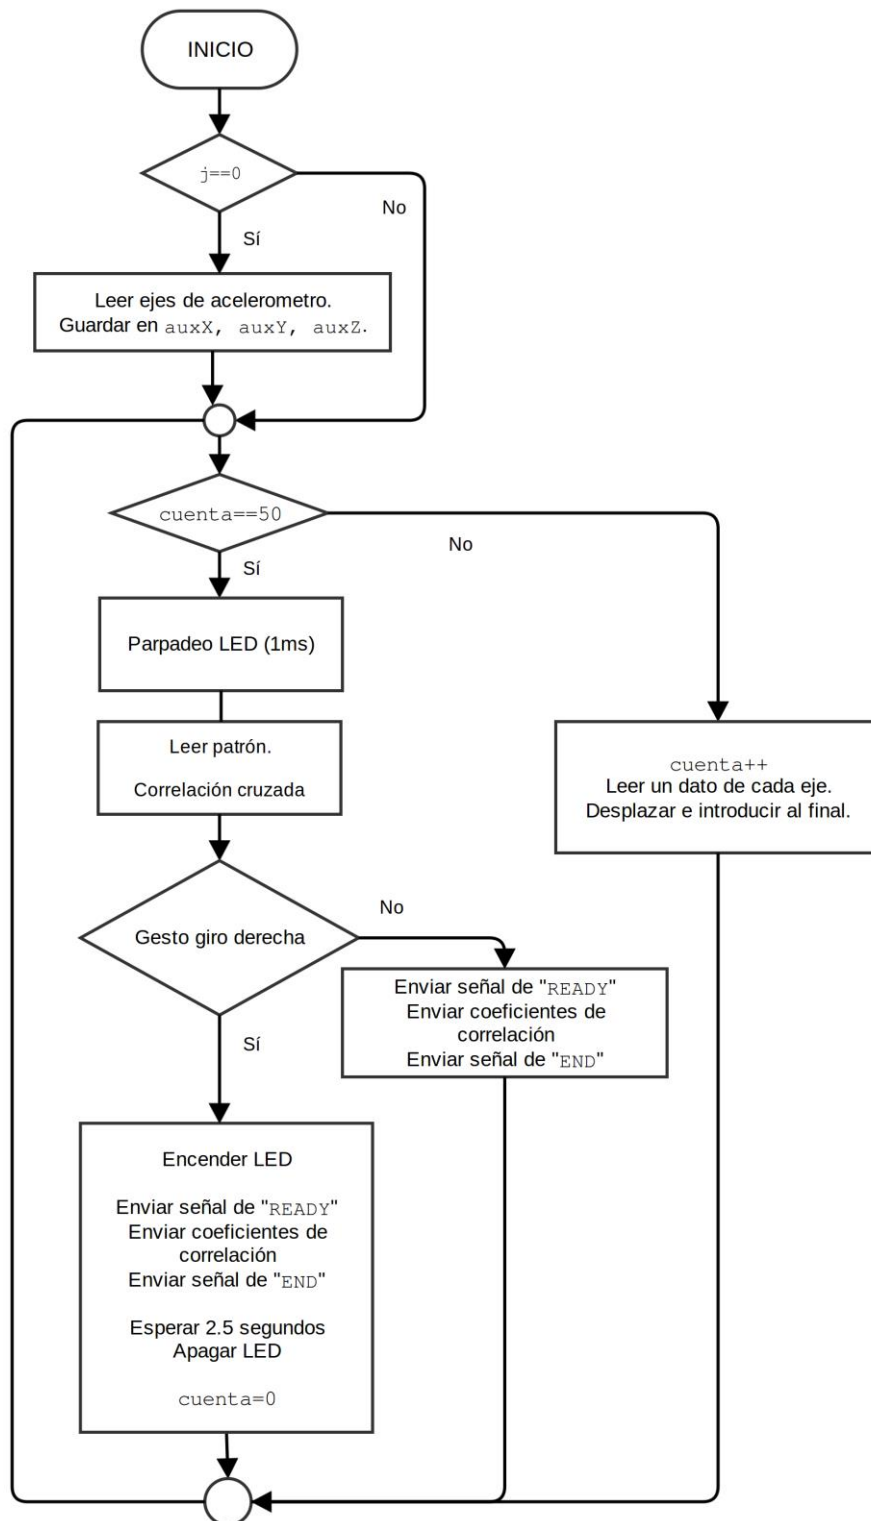 INICIO
j==0
No
Sí
Leer ejes de acelerometro.
Guardar en auxX, auxY, auxZ.
cuenta==50
No
Sí
Parpadeo LED (1ms)
Leer patrón.
Correlación cruzada
cuenta++
Leer un dato de cada eje.
Desplazar e introducir al final.
Gesto giro derecha
No
Enviar señal de "READY"
Enviar coeficientes de
correlación
Enviar señal de "END"
Sí
Encender LED
Enviar señal de "READY"
Enviar coeficientes de
correlación
Enviar señal de "END"
Esperar 2.5 segundos
Apagar LED
cuenta=0